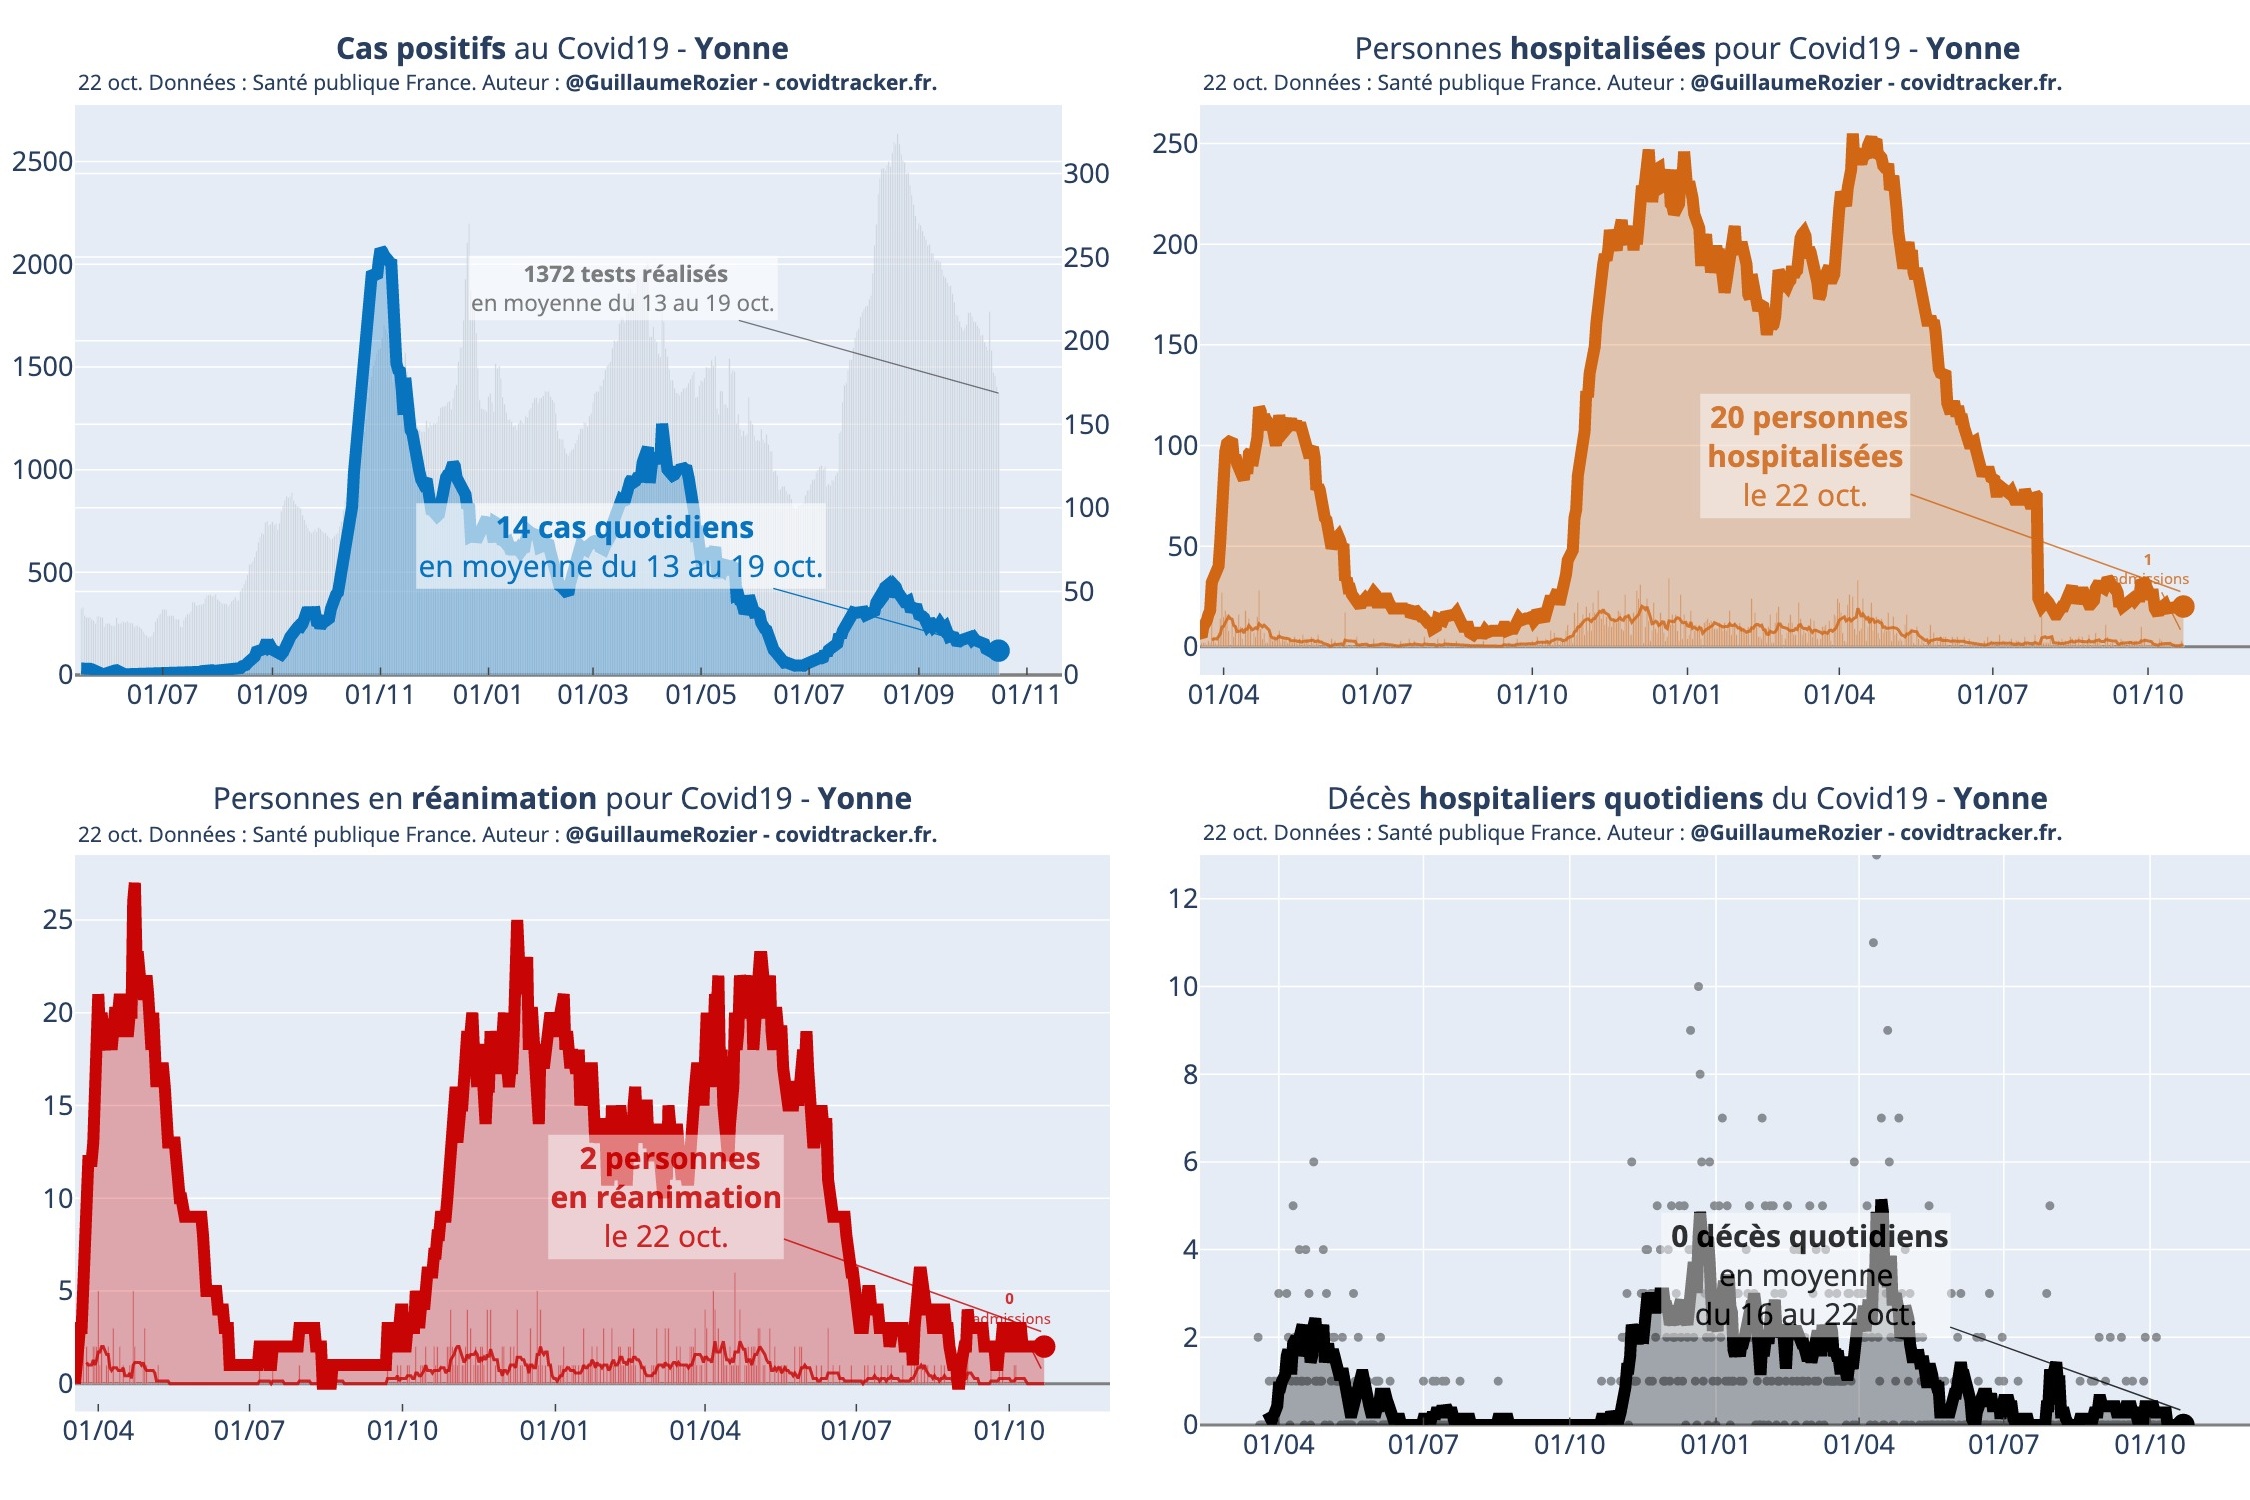 Cas positifs au Covid19 - Yonne
22 oct. Données : Santé publique France. Auteur : @GuillaumeRozier - covidtracker.fr.
2500
2000
1500
1000
500
0
300
250
200
150
100
50
0
1372 tests réalisés
en moyenne du 13 au 19 oct.
14 cas quotidiens
en moyenne du 13 au 19 oct.
01/07 01/09 01/11 01/01 01/03 01/05 01/07 01/09 01/11
Personnes hospitalisées pour Covid19 - Yonne
22 oct. Données : Santé publique France. Auteur : @GuillaumeRozier - covidtracker.fr.
250
200
150
100
50
0
20 personnes
hospitalisées
le 22 oct.
1
admissions
01/04 01/07 01/10 01/01 01/04 01/07 01/10
Personnes en réanimation pour Covid19 - Yonne
22 oct. Données : Santé publique France. Auteur : @GuillaumeRozier - covidtracker.fr.
25
20
15
10
5
0
2 personnes
en réanimation
le 22 oct.
0
admissions
01/04 01/07 01/10 01/01 01/04 01/07 01/10
Décès hospitaliers quotidiens du Covid19 - Yonne
22 oct. Données : Santé publique France. Auteur : @GuillaumeRozier - covidtracker.fr.
12
10
8
6
4
2
0
0 décès quotidiens
en moyenne
du 16 au 22 oct.
01/04 01/07 01/10 01/01 01/04 01/07 01/10